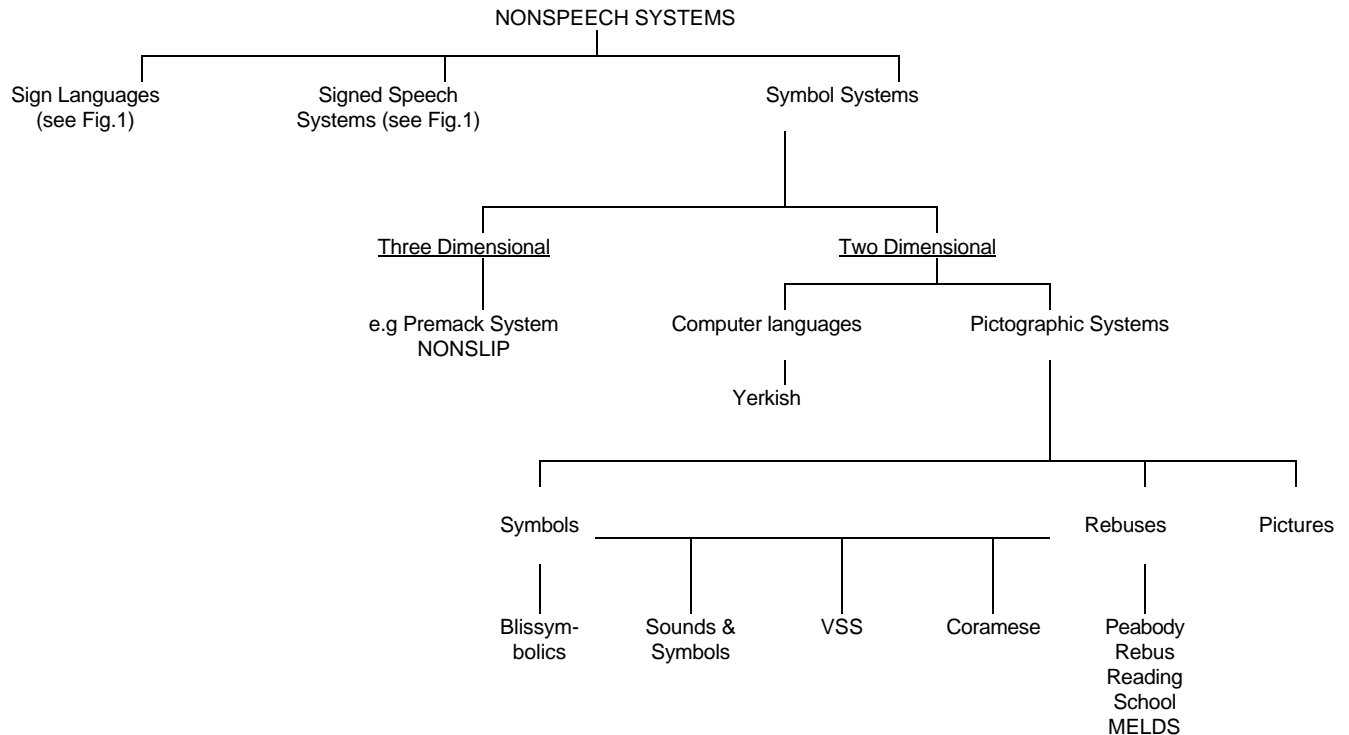 NONSPEECH SYSTEMS
Sign Languages
(see Fig.1)
Signed Speech
Systems (see Fig.1)
Symbol Systems
Three Dimensional
Two Dimensional
e.g Premack System
NONSLIP
Computer languages
Pictographic Systems
Yerkish
Symbols
Rebuses
Pictures
Blissym-
bolics
Sounds &
Symbols
VSS
Coramese
Peabody
Rebus
Reading
School
MELDS